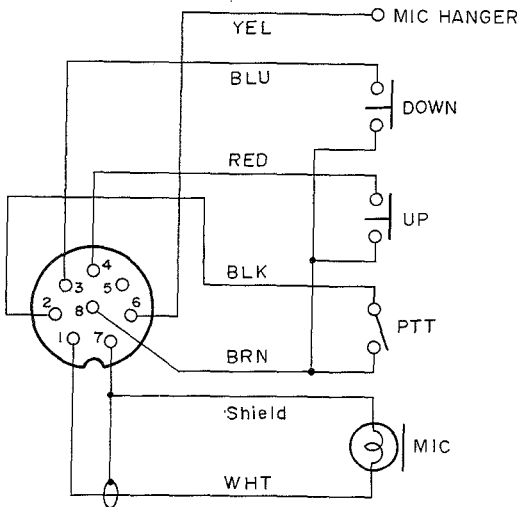 YEL
MIC HANGER
BLU
DOWN
RED
UP
BLK
4
3
5
2
8
6
1
7
PTT
BRN
Shield
MIC
WHT